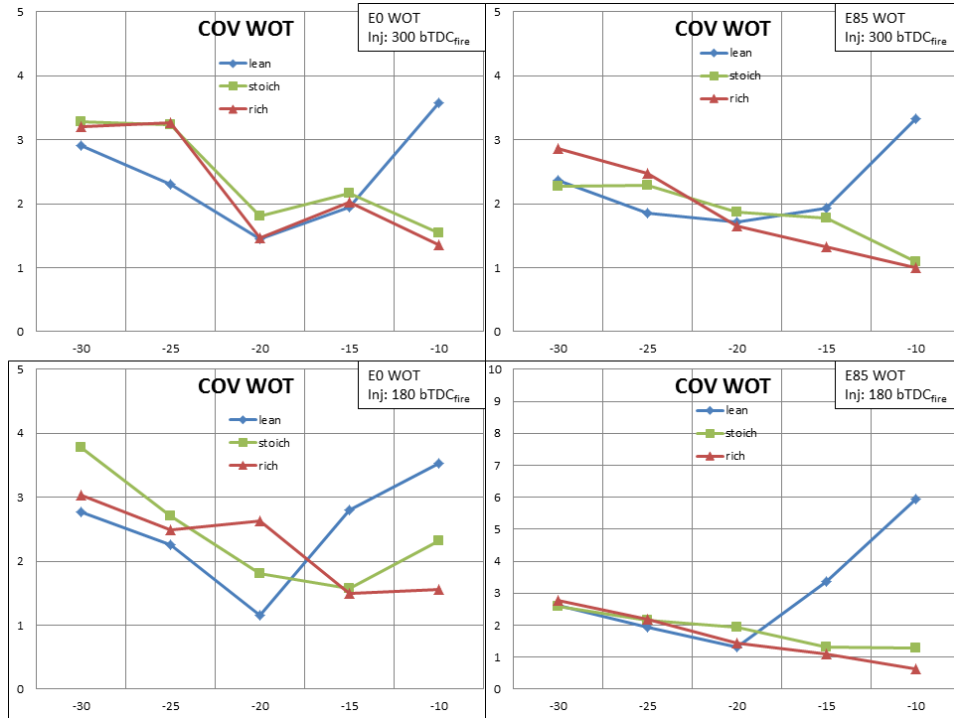 COV WOT
E0 WOT
Inj: 300 bTDCfire
lean
stoich
rich
5
4
3
2
1
0
-30 -25 -20 -15 -10
COV WOT
E85 WOT
Inj: 300 bTDCfire
lean
stoich
rich
5
4
3
2
1
0
-30 -25 -20 -15 -10
COV WOT
E0 WOT
Inj: 180 bTDCfire
lean
stoich
rich
5
4
3
2
1
0
-30 -25 -20 -15 -10
COV WOT
E85 WOT
Inj: 180 bTDCfire
lean
stoich
rich
10
9
8
7
6
5
4
3
2
1
0
-30 -25 -20 -15 -10